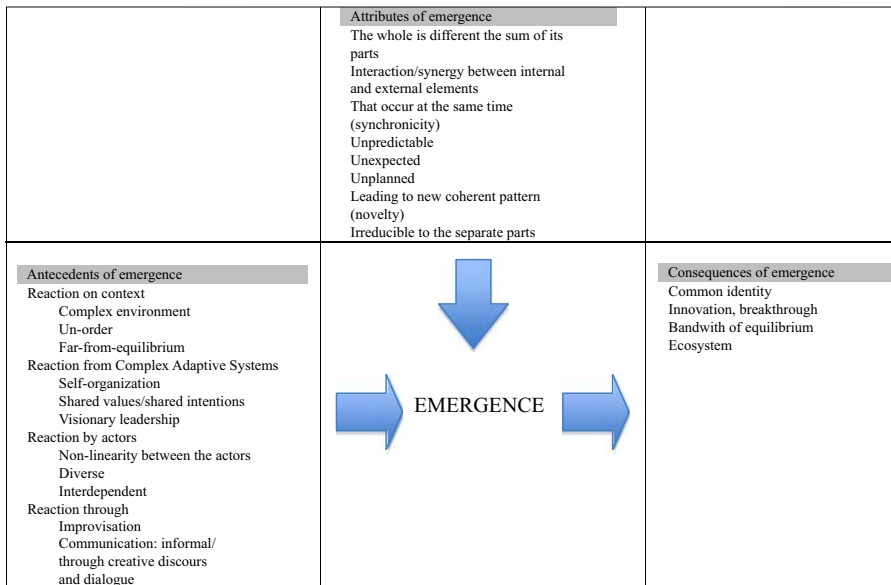 Attributes of emergence
The whole is different the sum of its
parts
Interaction/synergy between internal
and external elements
That occur at the same time
(synchronicity)
Unpredictable
Unexpected
Unplanned
Leading to new coherent pattern
(novelty)
Irreducible to the separate parts
Antecedents of emergence
Reaction on context
Complex environment
Un-order
Far-from-equilibrium
Reaction from Complex Adaptive Systems
Self-organization
Shared values/shared intentions
Visionary leadership
Reaction by actors
Non-linearity between the actors
Diverse
Interdependent
Reaction through
Improvisation
Communication: informal/
through creative discours
and dialogue
EMERGENCE
Consequences of emergence
Common identity
Innovation, breakthrough
Bandwith of equilibrium
Ecosystem